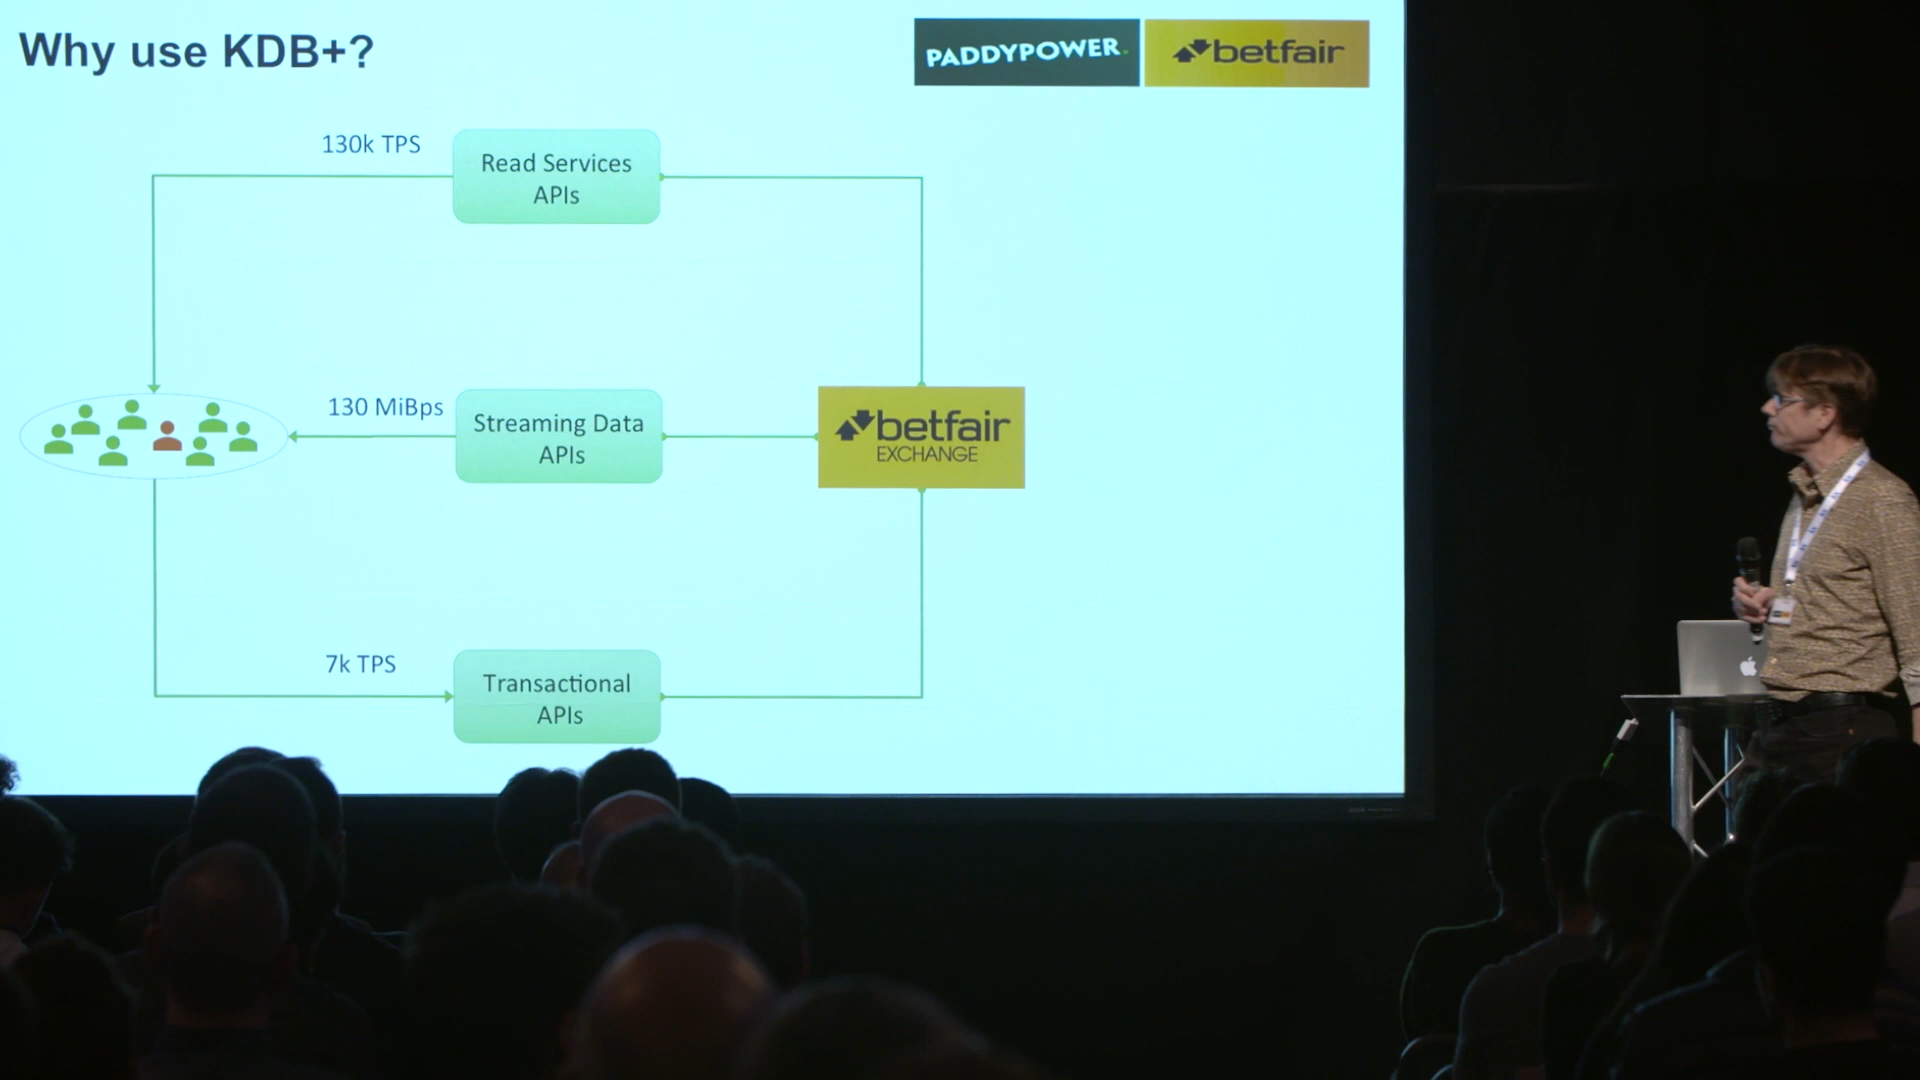 Why use KDB+?
PADDYPOWER.
betfair
130k TPS
Read Services
APIs
130 MiBps
Streaming Data
APIs
betfair
EXCHANGE
7k TPS
Transactional
APIs